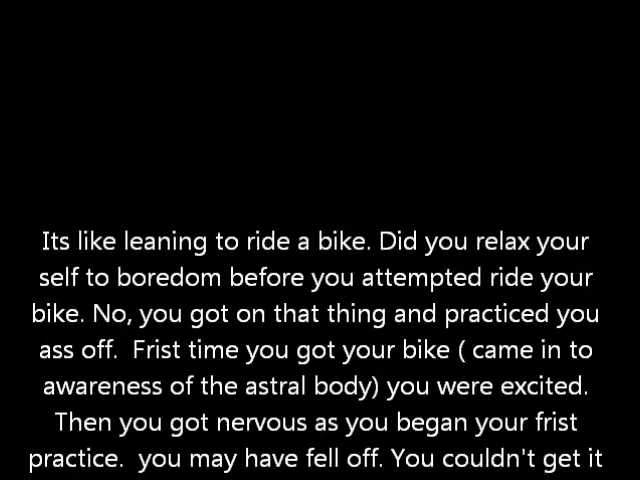 Its like leaning to ride a bike. Did you relax your
self to boredom before you attempted ride your
bike. No, you got on that thing and practiced you
ass off.  Frist time you got your bike ( came in to
awareness of the astral body) you were excited.
Then you got nervous as you began your frist
practice.  you may have fell off. You couldn't get it